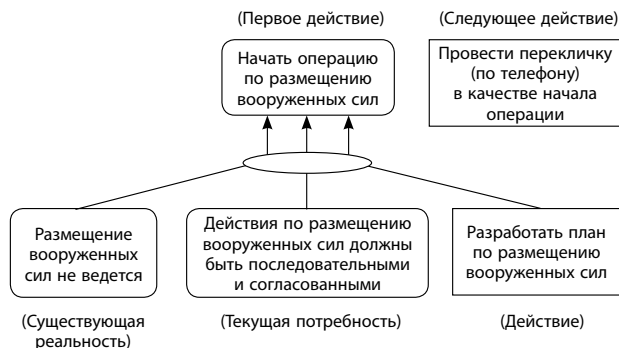 (Первое действие)
Начать операцию
по размещению
вооруженных сил
(Следующее действие)
Провести перекличку
(по телефону)
в качестве начала
операции
Размещение
вооруженных
сил не ведется
(Существующая
реальность)
Действия по размещению
вооруженных сил должны
быть последовательными
и согласованными
(Текущая потребность)
Разработать план
по размещению
вооруженных сил
(Действие)